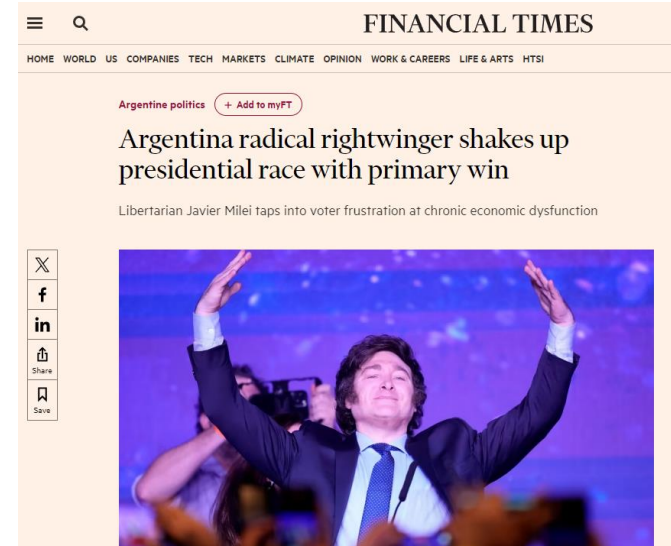 FINANCIAL TIMES
HOME WORLD US COMPANIES TECH MARKETS CLIMATE OPINION WORK & CAREERS LIFE & ARTS HTSI
Argentine politics + Add to myFT
Argentina radical rightwinger shakes up
presidential race with primary win
Libertarian Javier Milei taps into voter frustration at chronic economic dysfunction
X
f
in
Share
Save